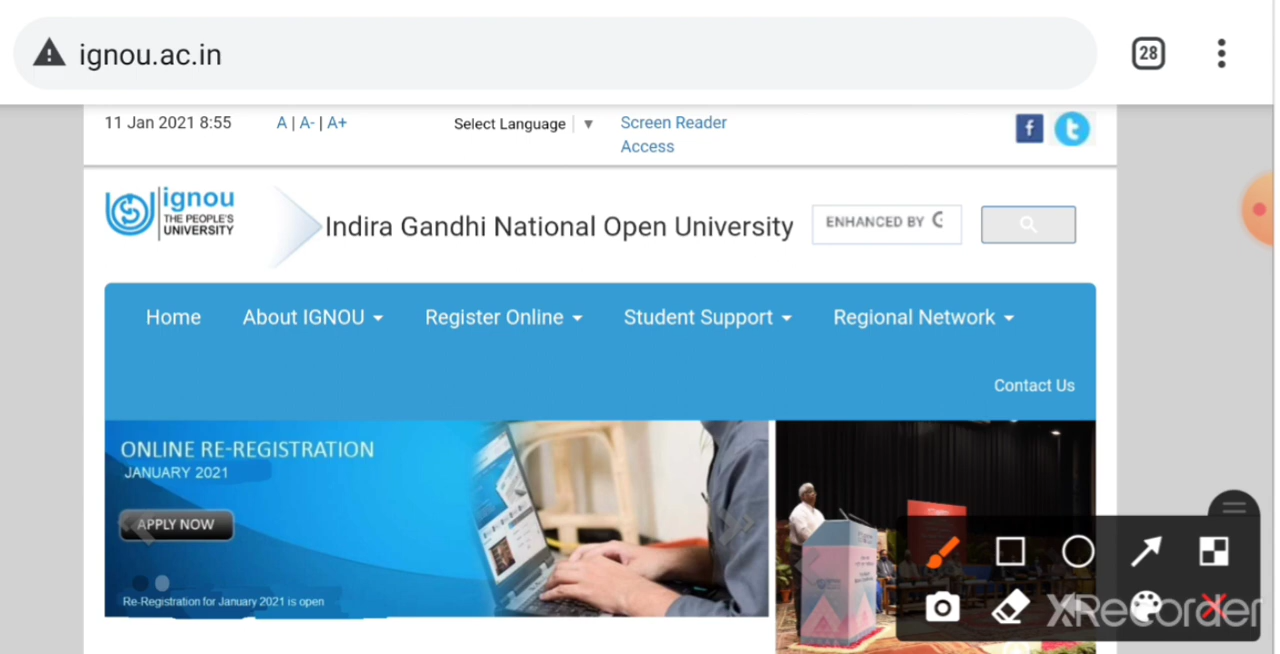 ignou.ac.in
28
11 Jan 2021 8:55
A | A- | A+
Select Language ▼
Screen Reader
Access
ignou
THE PEOPLE'S
UNIVERSITY
Indira Gandhi National Open University
ENHANCED BY
Home
About IGNOU
Register Online
Student Support
Regional Network
Contact Us
ONLINE RE-REGISTRATION
JANUARY 2021
APPLY NOW
Re-Registration for January 2021 is open
XRecorder